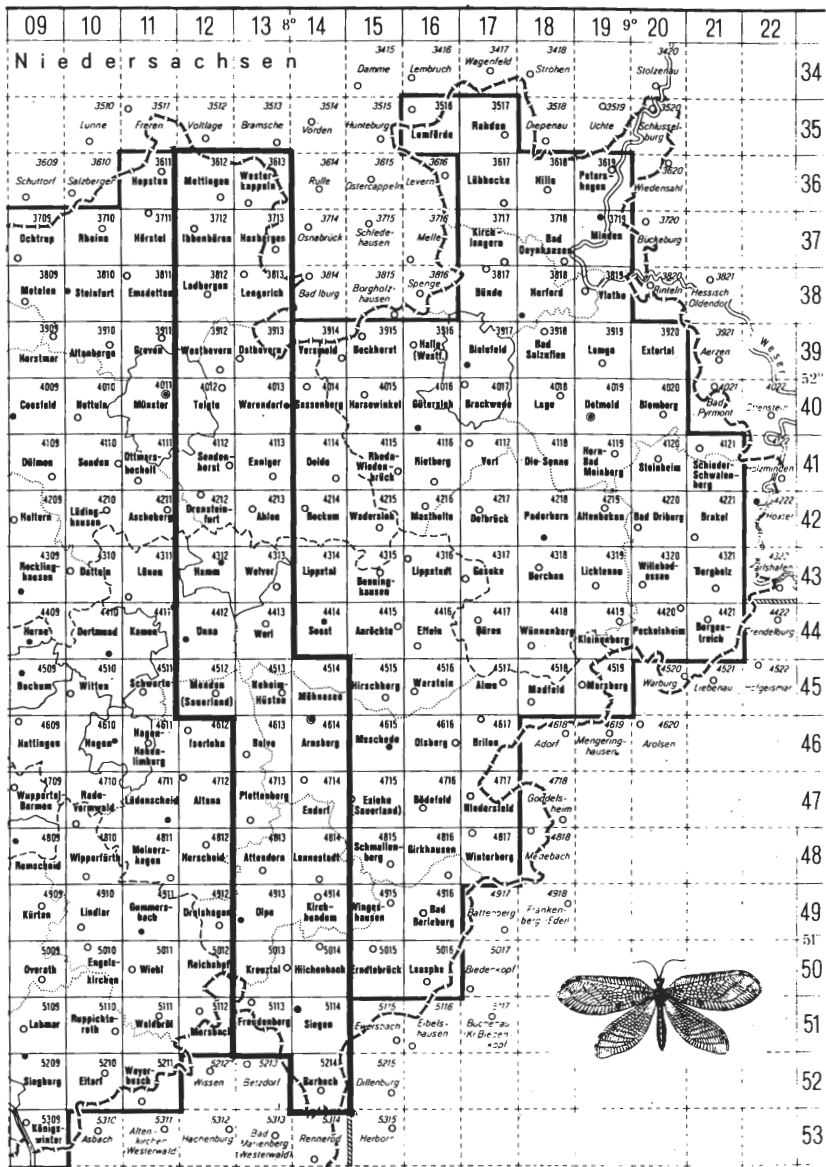 09 10 11 12 13 8° 14 15 16 17 18 19 9° 20 21 22
Niedersachsen
3415 3416 3417 3418 3420
Damme Lembruch Wagenfeld Ströhen Stolzenau
34
3510 3511 3512 3513 3514 3515 3516 3517 3518 3519 3520
Lünne Freren Voltlage Bramsche Vörden Hunteburg Lemförde Rahden Diepenau Uchte Schlüsselburg
35
3609 3610 3611 3612 3613 3614 3615 3616 3617 3618 3619 3620
Schüttorf Salzbergen Hopsten Mettingen Westerkappeln Rulle Ostercappeln Levern Lübbecke Hille Petershagen Wiedensahl
36
3709 3710 3711 3712 3713 3714 3715 3716 3717 3718 3719 3720
Ochtrup Rheine Hörstel Ibbenbüren Hasbergen Osnabrück Schledehausen Melle Kirchlengern Bad Oeynhausen Minden Bückeburg
37
3809 3810 3811 3812 3813 3814 3815 3816 3817 3818 3819 3820 3821
Metelen Steinfurt Emsdetten Ladbergen Lengerich Bad Iburg Borgholzhausen Spenge Bünde Herford Vlotho Rinteln Hessisch Oldendorf
38
3909 3910 3911 3912 3913 3914 3915 3916 3917 3918 3919 3920 3921
Horstmar Altenberge Greven Westbevern Ostbevern Versmold Bockhorst Halle (Westf.) Bielefeld Bad Salzuflen Lemgo Extertal Aerzen Weser
39
52°
4009 4010 4011 4012 4013 4014 4015 4016 4017 4018 4019 4020 4021 4022
Coesfeld Nottuln Münster Telgte Warendorf Sassenberg Harsewinkel Gütersloh Brackwede Lage Detmold Blomberg Bad Pyrmont
40
4109 4110 4111 4112 4113 4114 4115 4116 4117 4118 4119 4120 4121 4122
Dülmen Senden Ottmarsbocholt Sendenhorst Enniger Oelde Rheda-Wiedenbrück Rietberg Verl Die-Senne Horn-Bad Meinberg Steinheim Schieder-Schwalenberg Holzminden
41
4209 4210 4211 4212 4213 4214 4215 4216 4217 4218 4219 4220 4221 4222
Haltern Lüdinghausen Ascheberg Drensteinfurt Ahlen Beckum Wadersloh Mastholte Delbrück Paderborn Altenbeken Bad Driburg Brakel Höxter
42
4309 4310 4311 4312 4313 4314 4315 4316 4317 4318 4319 4320 4321 4322
Recklinghausen Datteln Lünen Hamm Welver Lippetal Benninghausen Lippstadt Geseke Borchen Lichtenau Willebadessen Borgholz Karlshafen
43
4409 4410 4411 4412 4413 4414 4415 4416 4417 4418 4419 4420 4421 4422
Herne Dortmund Kamen Unna Werl Soest Anröchte Effeln Büren Wünnenberg Kleinenberg Peckelsheim Borgentreich Trendelburg
44
4509 4510 4511 4512 4513 4514 4515 4516 4517 4518 4519 4520 4521 4522
Bochum Witten Schwerte Menden (Sauerland) Neheim-Hüsten Möhnesee Hirschberg Warstein Alme Madfeld Marsberg Warburg Liebenau Hofgeismar
45
4609 4610 4611 4612 4613 4614 4615 4616 4617 4618 4619 4620
Hattingen Hagen Hagen-Hohenlimburg Iserlohn Balve Arnsberg Meschede Olsberg Brilon Adorf Mengeringhausen Arolsen
46
4709 4710 4711 4712 4713 4714 4715 4716 4717 4718
Wuppertal-Barmen Radevormwald Lüdenscheid Altena Plettenberg Endorf Eslohe (Sauerland) Bödefeld Niedersfeld Goddelsheim
47
4809 4810 4811 4812 4813 4814 4815 4816 4817 4818
Remscheid Wipperfürth Meinerzhagen Herscheid Attendorn Lennestadt Schmallenberg Girkhausen Winterberg Medebach
48
4909 4910 4911 4912 4913 4914 4915 4916 4917 4918
Kürten Lindlar Gummersbach Drolshagen Olpe Kirchhundem Wingeshausen Bad Berleburg Battenberg Frankenberg (Eder)
49
51°
5009 5010 5011 5012 5013 5014 5015 5016 5017
Overath Engelskirchen Wiehl Reichshof Kreuztal Hilchenbach Erndtebrück Laasphe Biedenkopf
50
5109 5110 5111 5112 5113 5114 5115 5116 5117
Lohmar Ruppichteroth Waldbröl Morsbach Freudenberg Siegen Ewersbach Eibelshausen Buchenau (Kr.Biedenkopf)
51
5209 5210 5211 5212 5213 5214 5215
Siegburg Eitorf Weyerbusch Wissen Betzdorf Burbach Dillenburg
52
5309 5310 5311 5312 5313 5314 5315
Königswinter Asbach Altenkirchen (Westerwald) Hachenburg Bad Marienberg (Westerwald) Rennerod Herborn
53